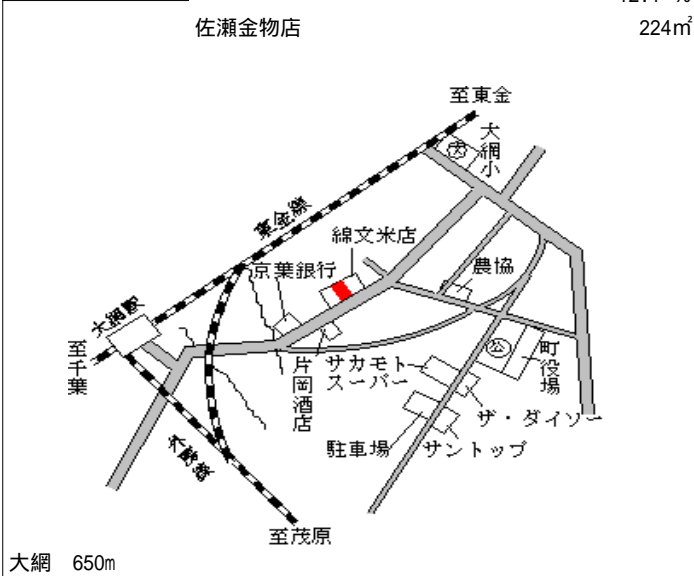 佐瀬金物店
224㎡
至東金
大網小
東金線
綿文米店
京葉銀行
農協
大網駅
至千葉
片岡酒店
サカモト
スーパー
公
町役場
ザ・ダイソー
外房線
駐車場
サントップ
至茂原
大網 650m